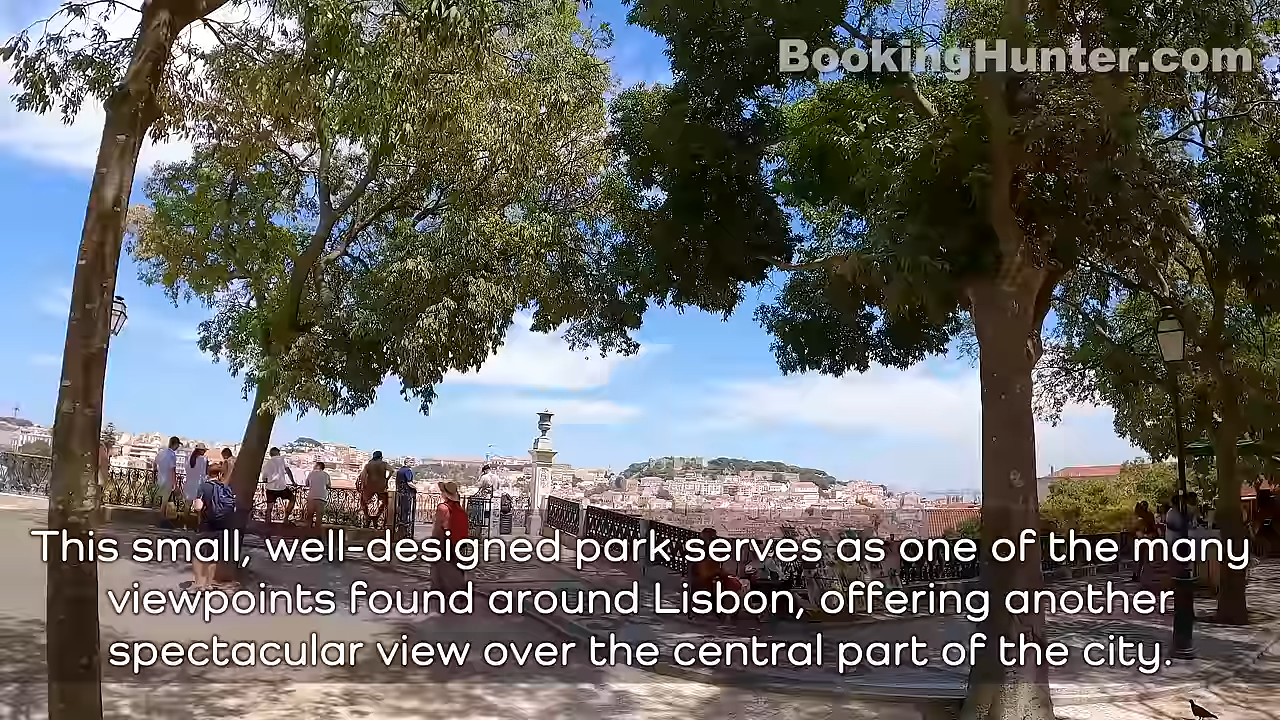 BookingHunter.com
This small, well-designed park serves as one of the many
viewpoints found around Lisbon, offering another
spectacular view over the central part of the city.